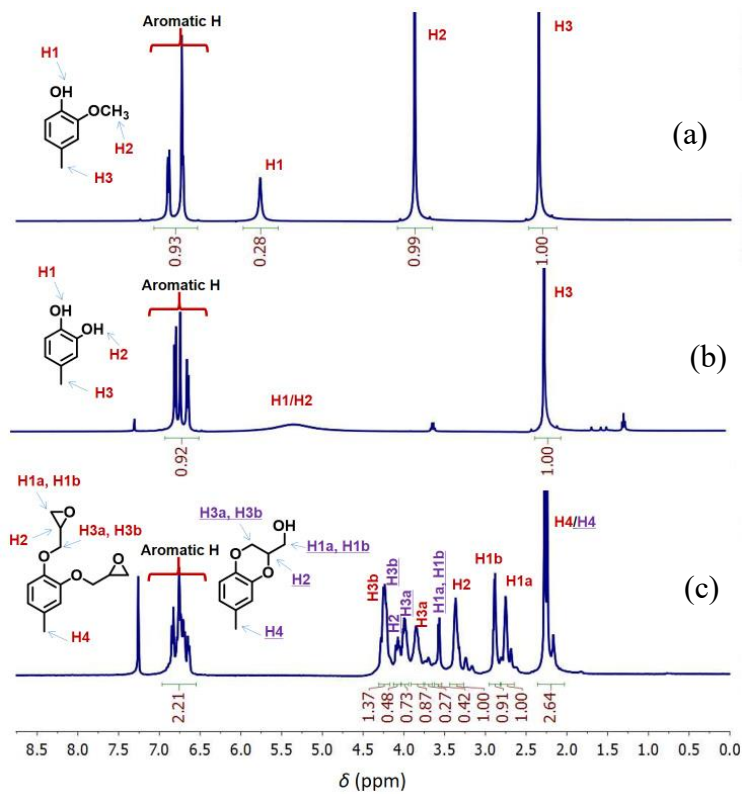 Aromatic H
H1
OH
OCH3
H2
H3
H1
H2
H3
(a)
0.93
0.28
0.99
1.00
Aromatic H
H1
OH
OH
H2
H3
H1/H2
H3
(b)
0.92
1.00
H1a, H1b
O
H2
H3a, H3b
O
O
O
H4
Aromatic H
H3a, H3b
OH
O
H1a, H1b
O
H2
H4
H3b
H3b
H2
H3a
H3a
H1a, H1b
H2
H1b
H1a
H4/H4
(c)
2.21
1.37
0.48
0.73
0.87
0.27
0.42
1.00
0.91
1.00
2.64
8.5 8.0 7.5 7.0 6.5 6.0 5.5 5.0 4.5 4.0 3.5 3.0 2.5 2.0 1.5 1.0 0.5 0.0
δ (ppm)